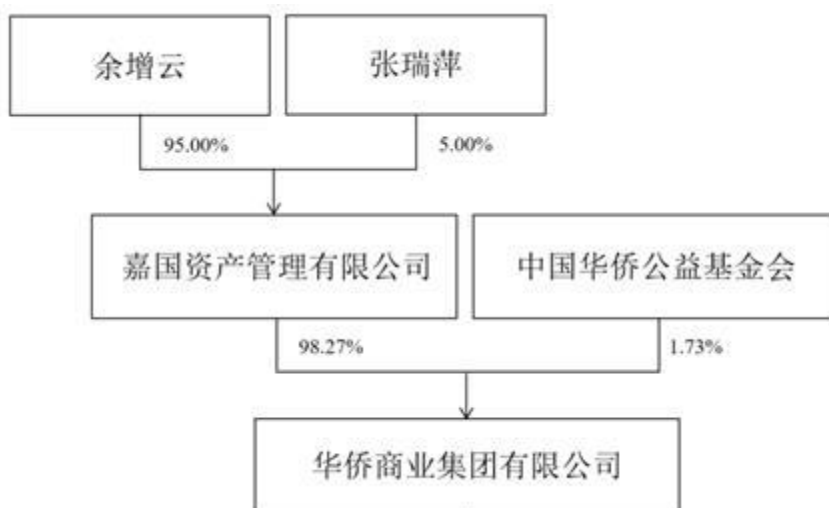 余增云
张瑞萍
95.00%
5.00%
嘉国资产管理有限公司
中国华侨公益基金会
98.27%
1.73%
华侨商业集团有限公司